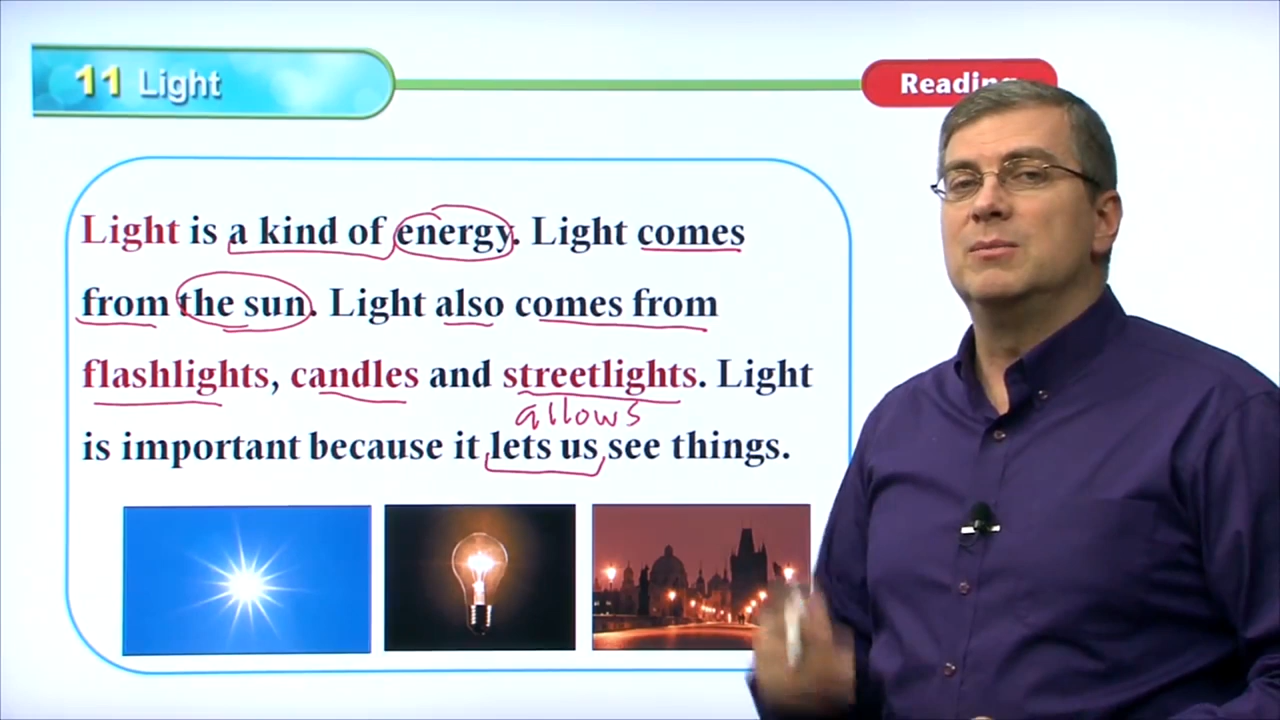 11 Light
Reading
Light is a kind of energy. Light comes
from the sun. Light also comes from
flashlights, candles and streetlights. Light
allows
is important because it lets us see things.